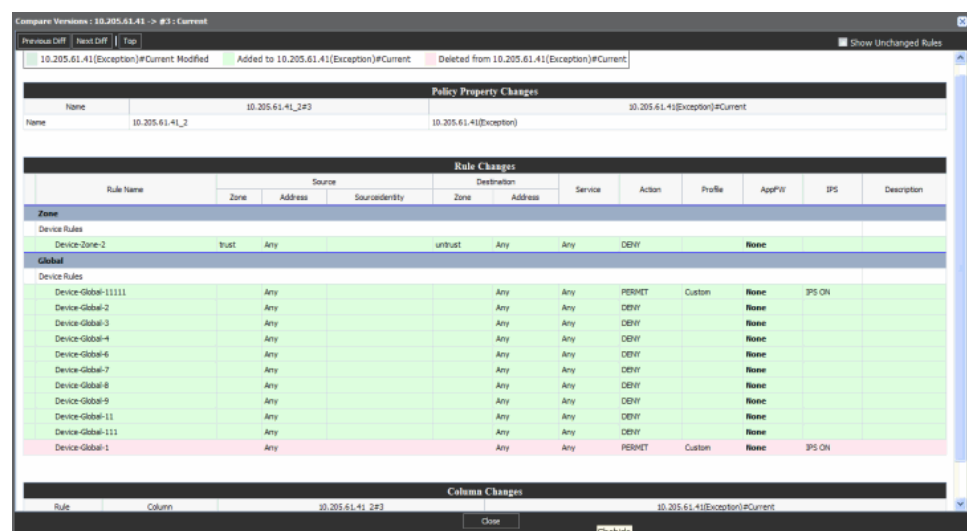 Compare Versions : 10.205.61.41 -> #3 : Current
Previous Diff Next Diff Top Show Unchanged Rules
10.205.61.41(Exception)#Current Modified Added to 10.205.61.41(Exception)#Current Deleted from 10.205.61.41(Exception)#Current
Policy Property Changes
Name 10.205.61.41_2#3 10.205.61.41(Exception)#Current
Name 10.205.61.41_2 10.205.61.41(Exception)
Rule Changes
Rule Name Source Destination Service Action Profile AppFW IPS Description
Zone Address Sourceidentity Zone Address
Zone
Device Rules
Device-Zone-2 trust Any untrust Any Any DENY None
Global
Device Rules
Device-Global-11111 Any Any Any PERMIT Custom None IPS ON
Device-Global-2 Any Any Any DENY None
Device-Global-3 Any Any Any DENY None
Device-Global-4 Any Any Any DENY None
Device-Global-6 Any Any Any DENY None
Device-Global-7 Any Any Any DENY None
Device-Global-8 Any Any Any DENY None
Device-Global-9 Any Any Any DENY None
Device-Global-11 Any Any Any DENY None
Device-Global-111 Any Any Any DENY None
Device-Global-1 Any Any Any PERMIT Custom None IPS ON
Column Changes
Rule Column 10.205.61.41_2#3 10.205.61.41(Exception)#Current
Close